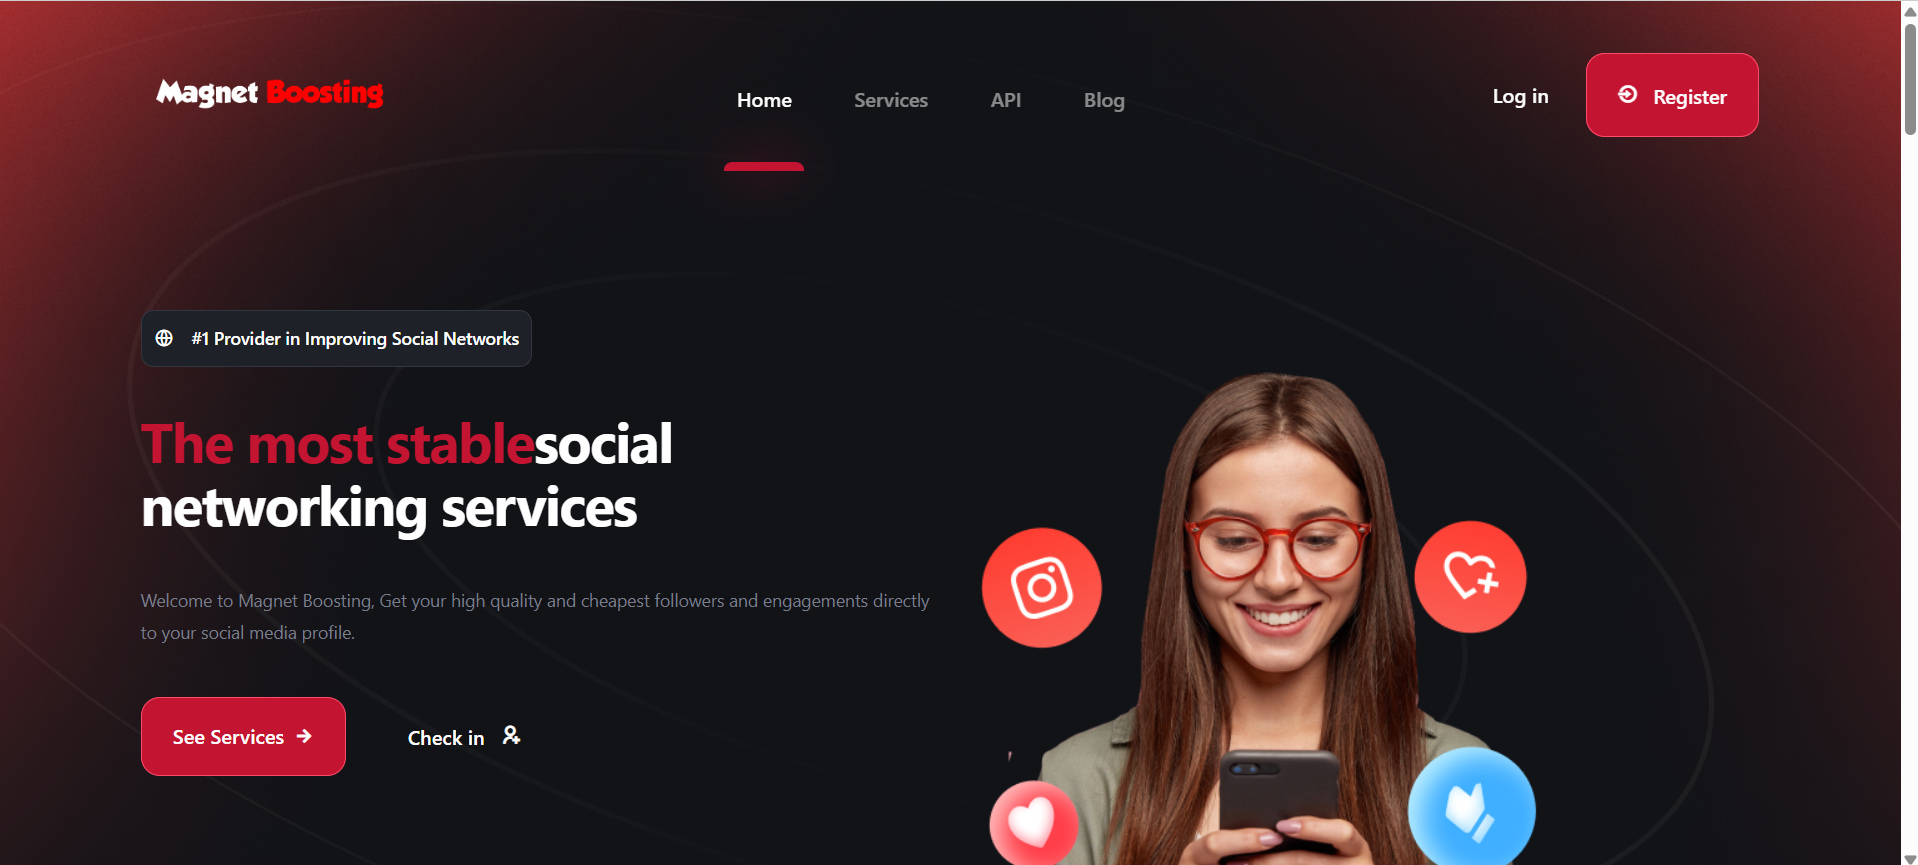 Magnet Boosting
Home
Services
API
Blog
Log in
Register
#1 Provider in Improving Social Networks
The most stablesocial
networking services
Welcome to Magnet Boosting, Get your high quality and cheapest followers and engagements directly
to your social media profile.
See Services
Check in